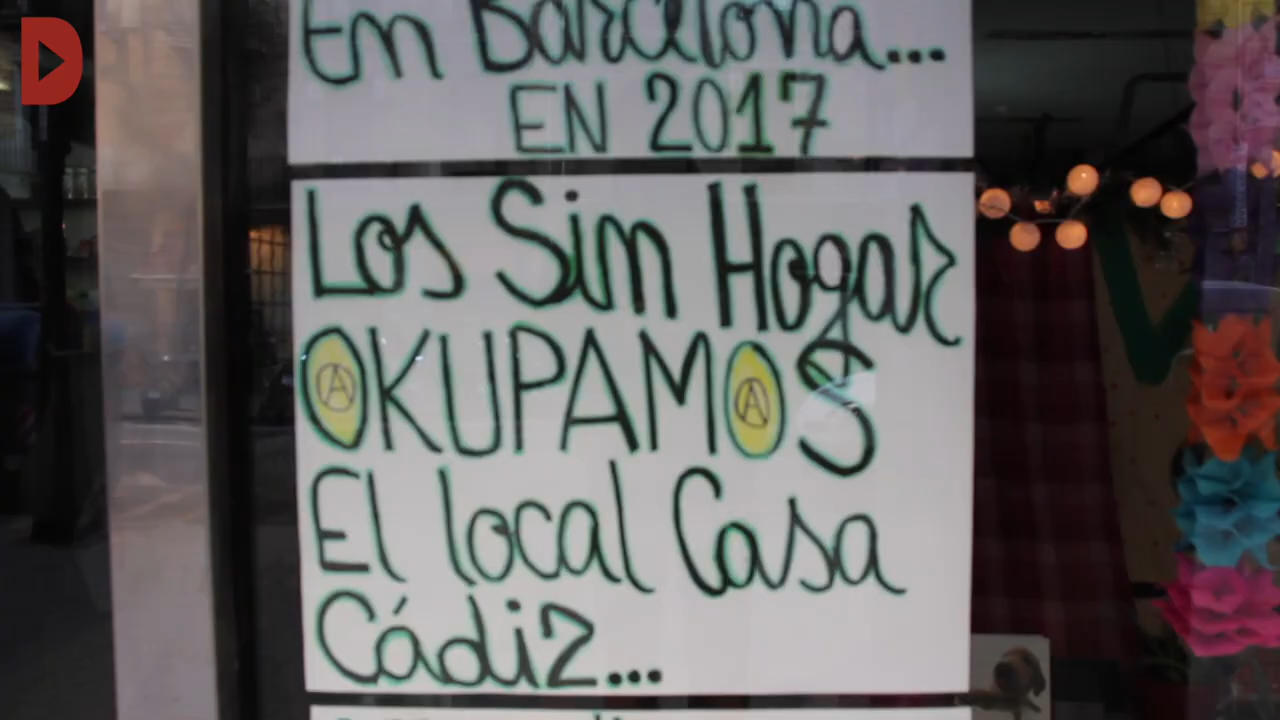 En Barcelona...
EN 2017
Los Sin Hogar
OKUPAMOS
El local Casa
Cádiz...